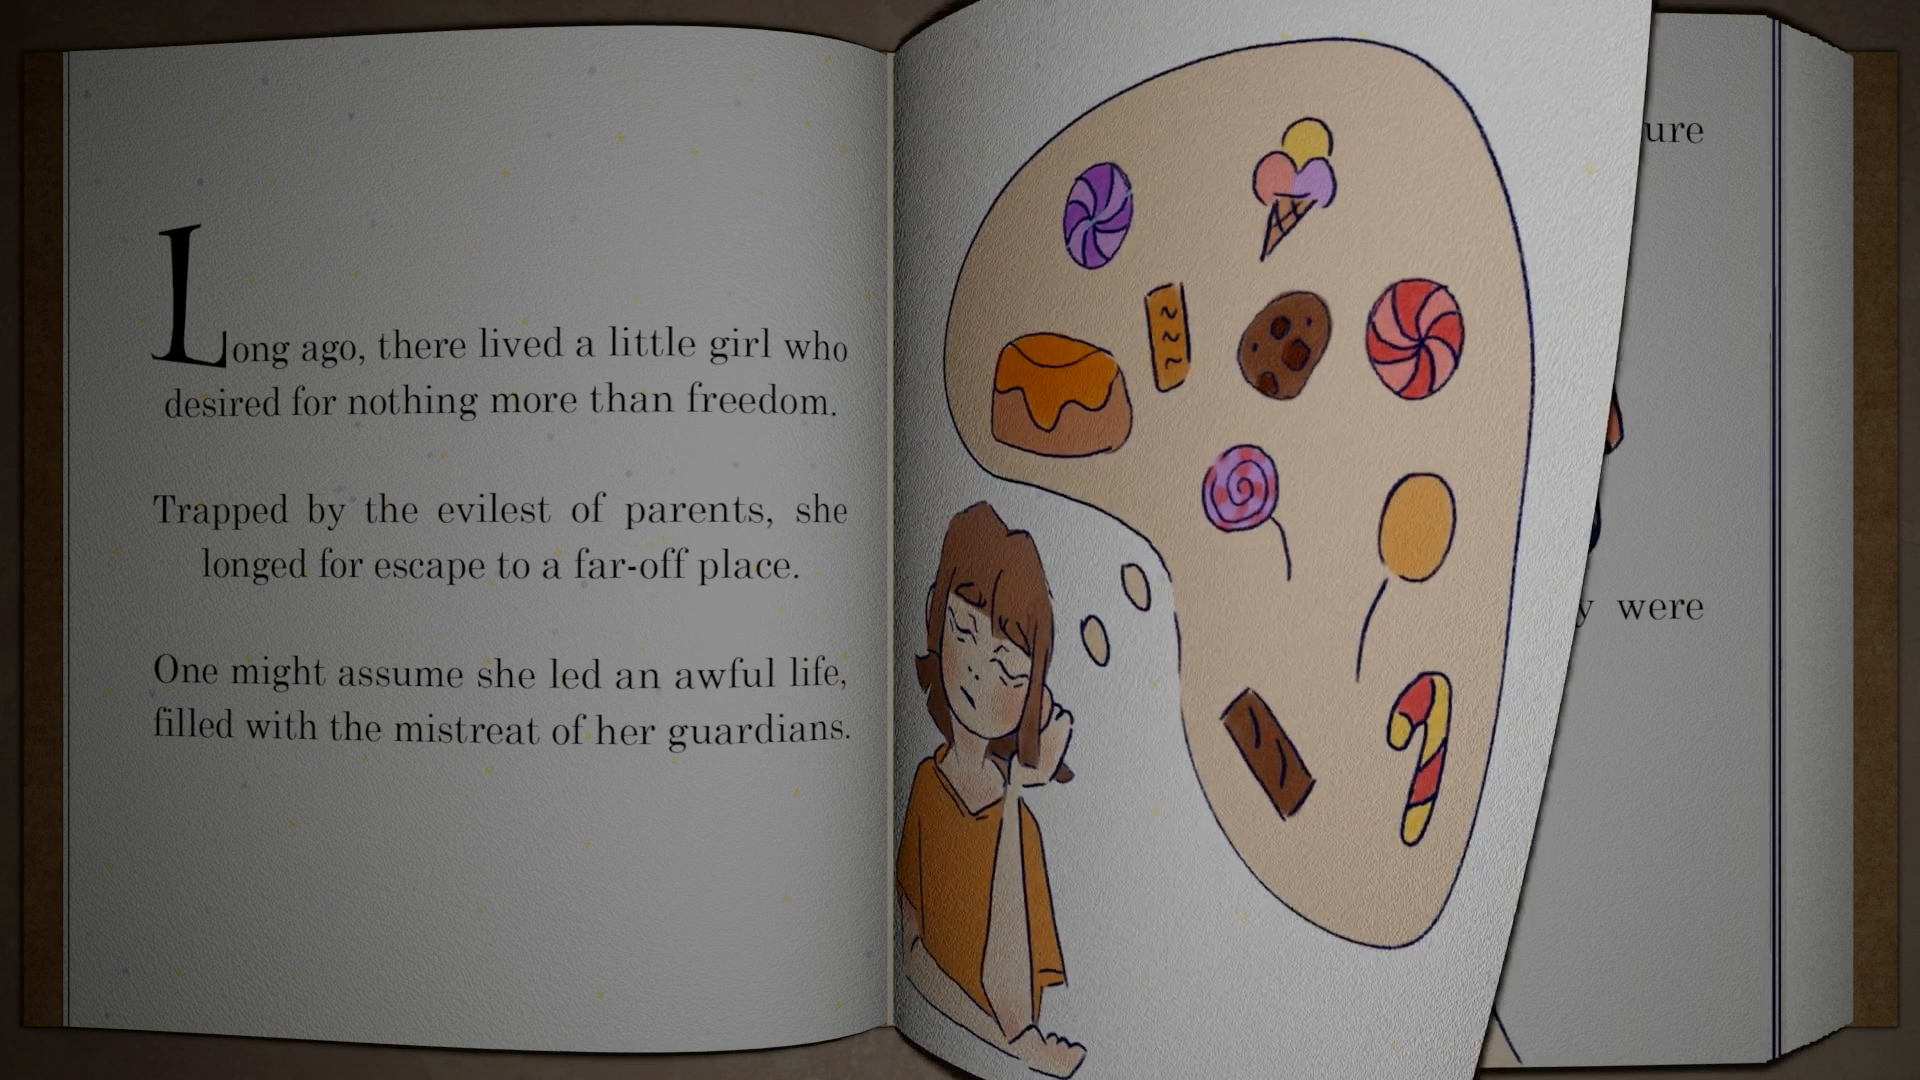 Long ago, there lived a little girl who
desired for nothing more than freedom.
Trapped by the evilest of parents, she
longed for escape to a far-off place.
One might assume she led an awful life,
filled with the mistreat of her guardians.
were